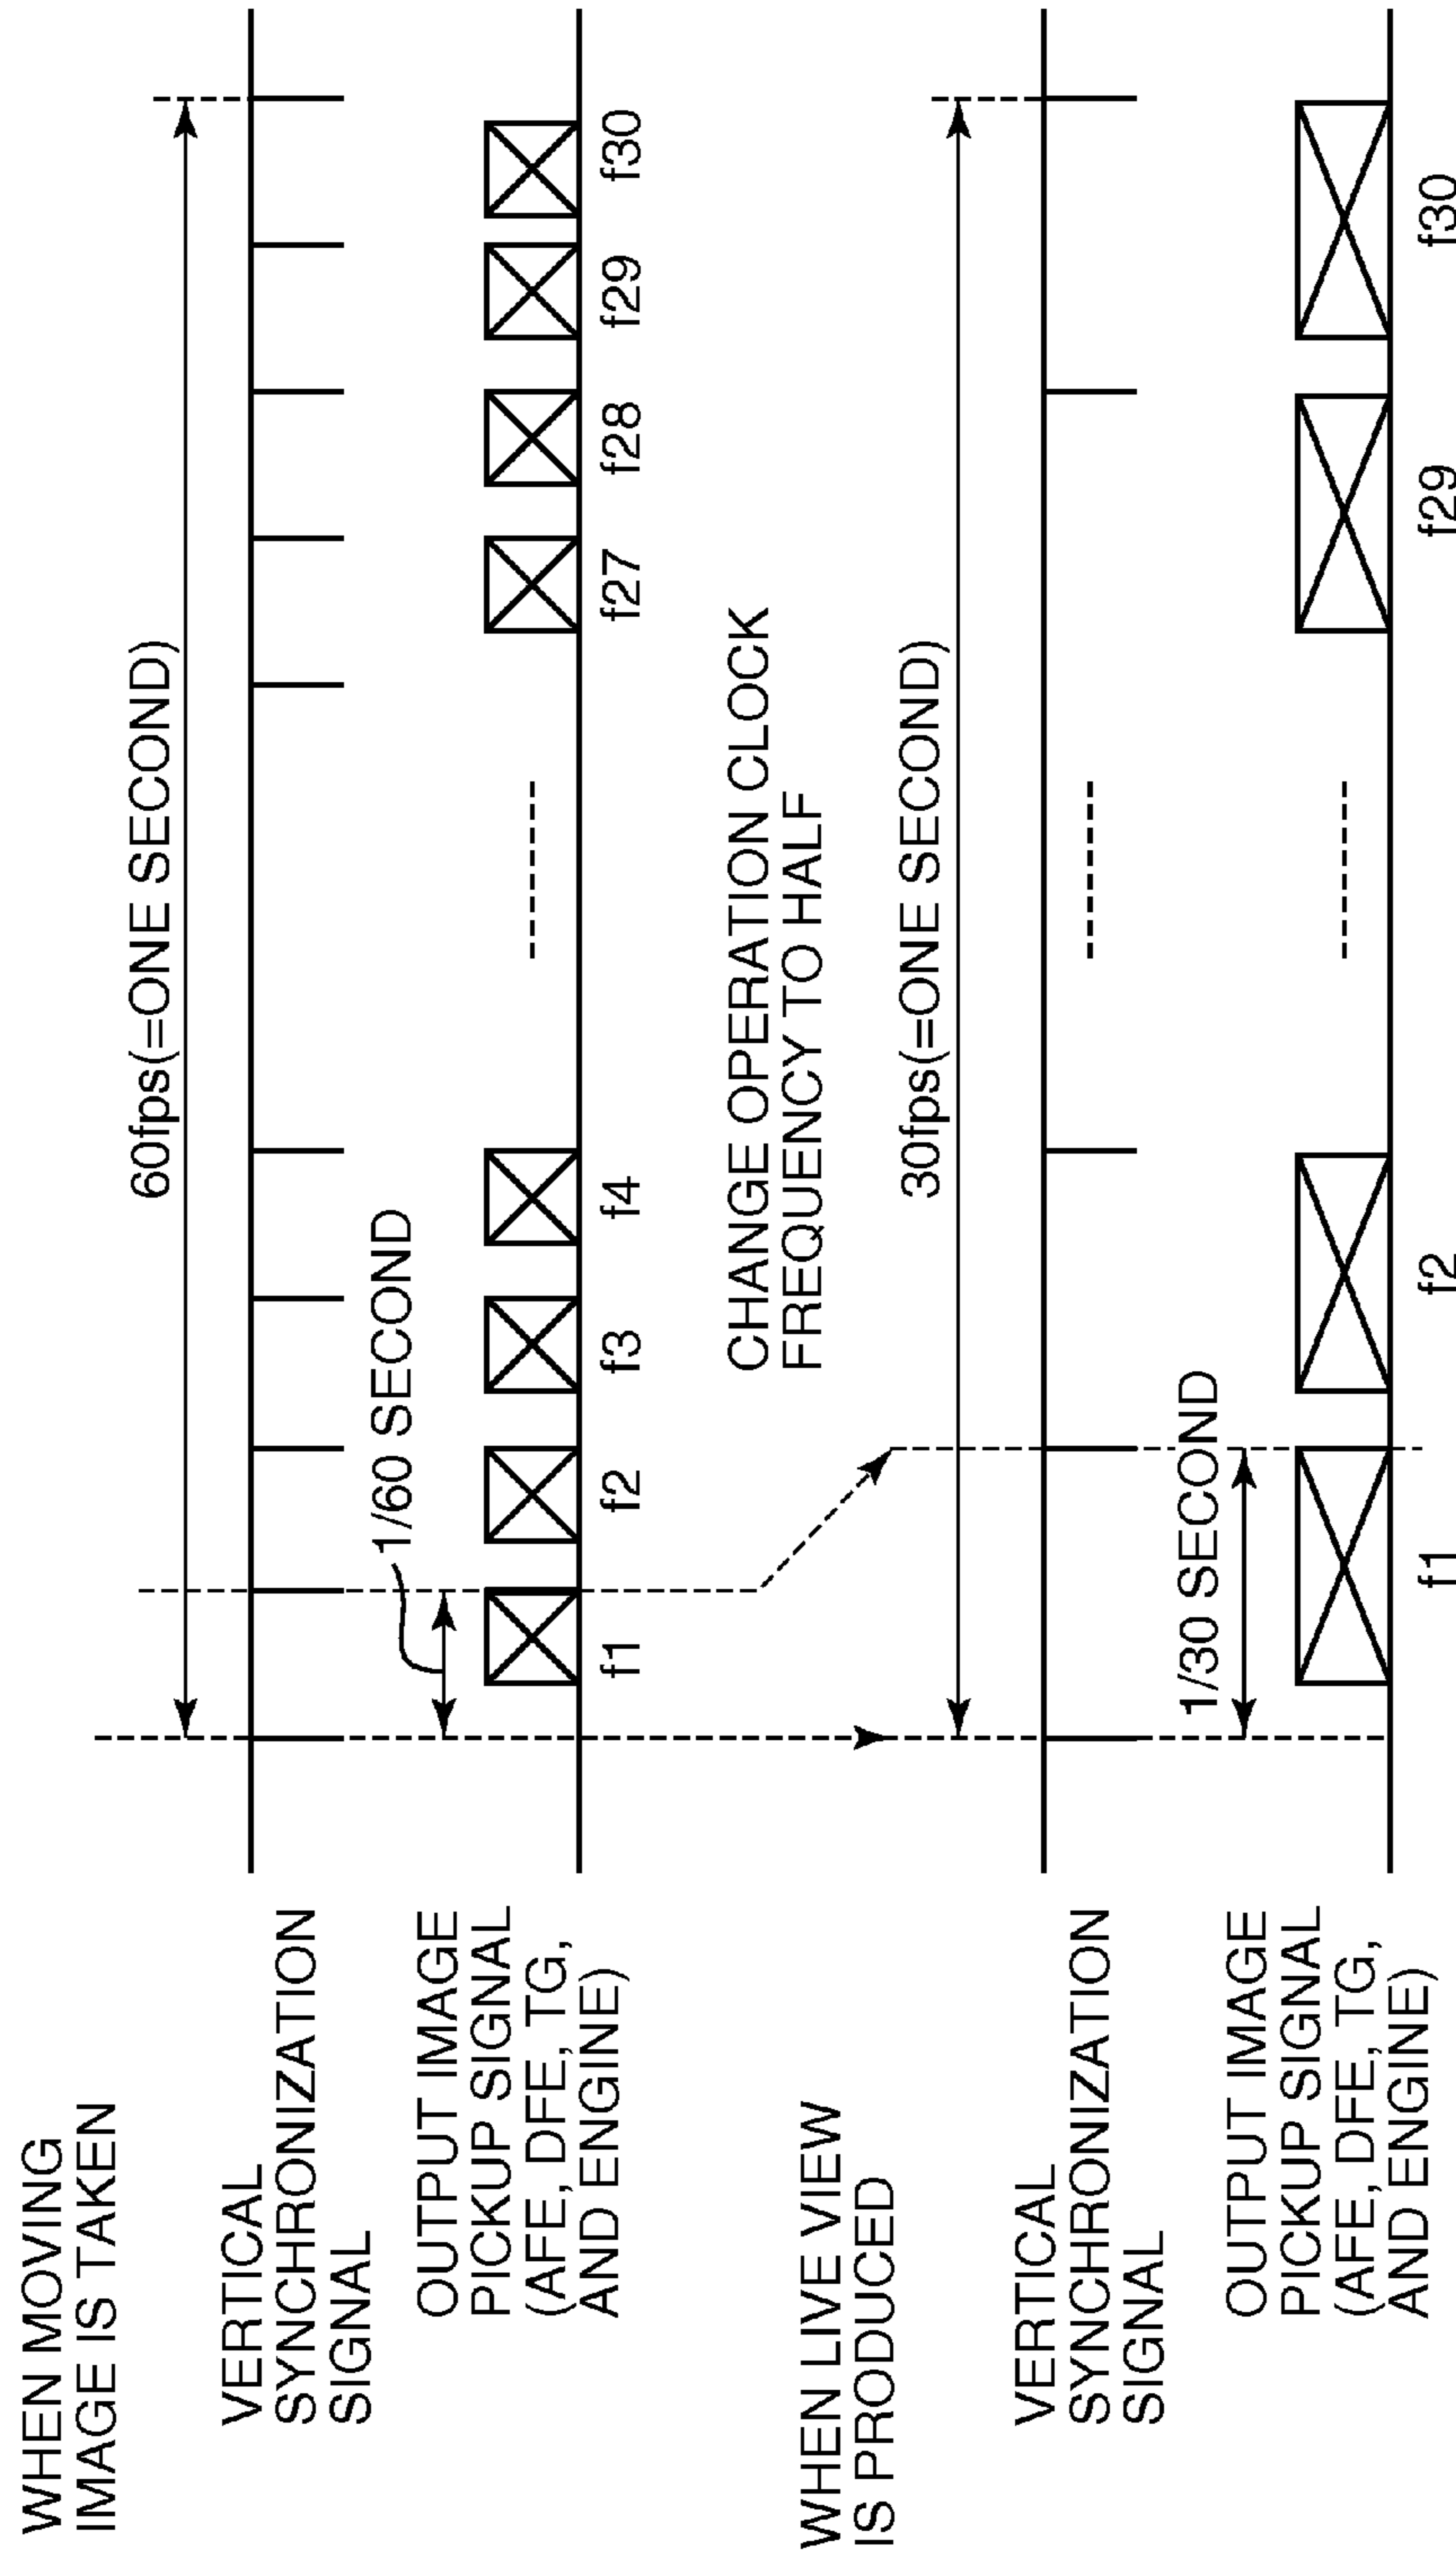 WHEN MOVING
IMAGE IS TAKEN
60fps(=ONE SECOND)
VERTICAL
SYNCHRONIZATION
SIGNAL
1/60 SECOND
OUTPUT IMAGE
PICKUP SIGNAL
(AFE, DFE, TG,
AND ENGINE)
f1 f2 f3 f4 f27 f28 f29 f30
CHANGE OPERATION CLOCK
FREQUENCY TO HALF
WHEN LIVE VIEW
IS PRODUCED
30fps(=ONE SECOND)
VERTICAL
SYNCHRONIZATION
SIGNAL
1/30 SECOND
OUTPUT IMAGE
PICKUP SIGNAL
(AFE, DFE, TG,
AND ENGINE)
f1 f2 f29 f30